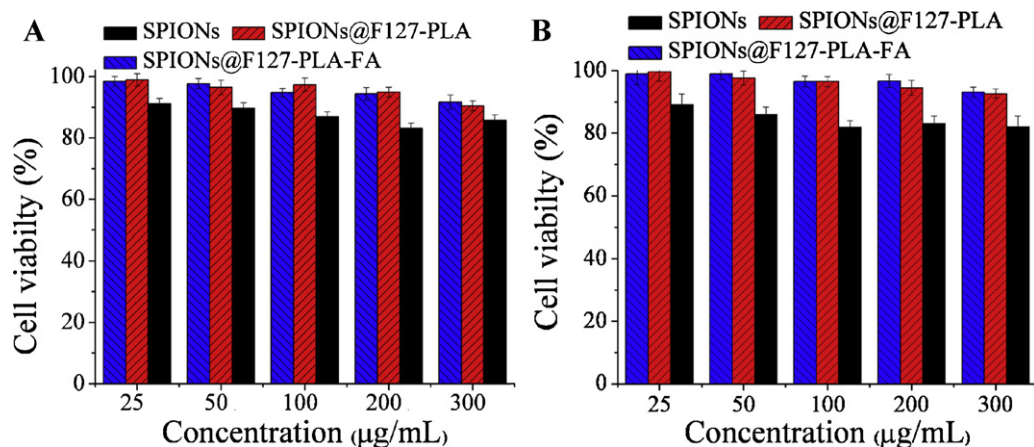 A
SPIONs SPIONs@F127-PLA
SPIONs@F127-PLA-FA
100
80
60
40
20
0
Cell viabilty (%)
25 50 100 200 300
Concentration (μg/mL)
B
SPIONs SPIONs@F127-PLA
SPIONs@F127-PLA-FA
100
80
60
40
20
0
Cell viability (%)
25 50 100 200 300
Concentration (μg/mL)